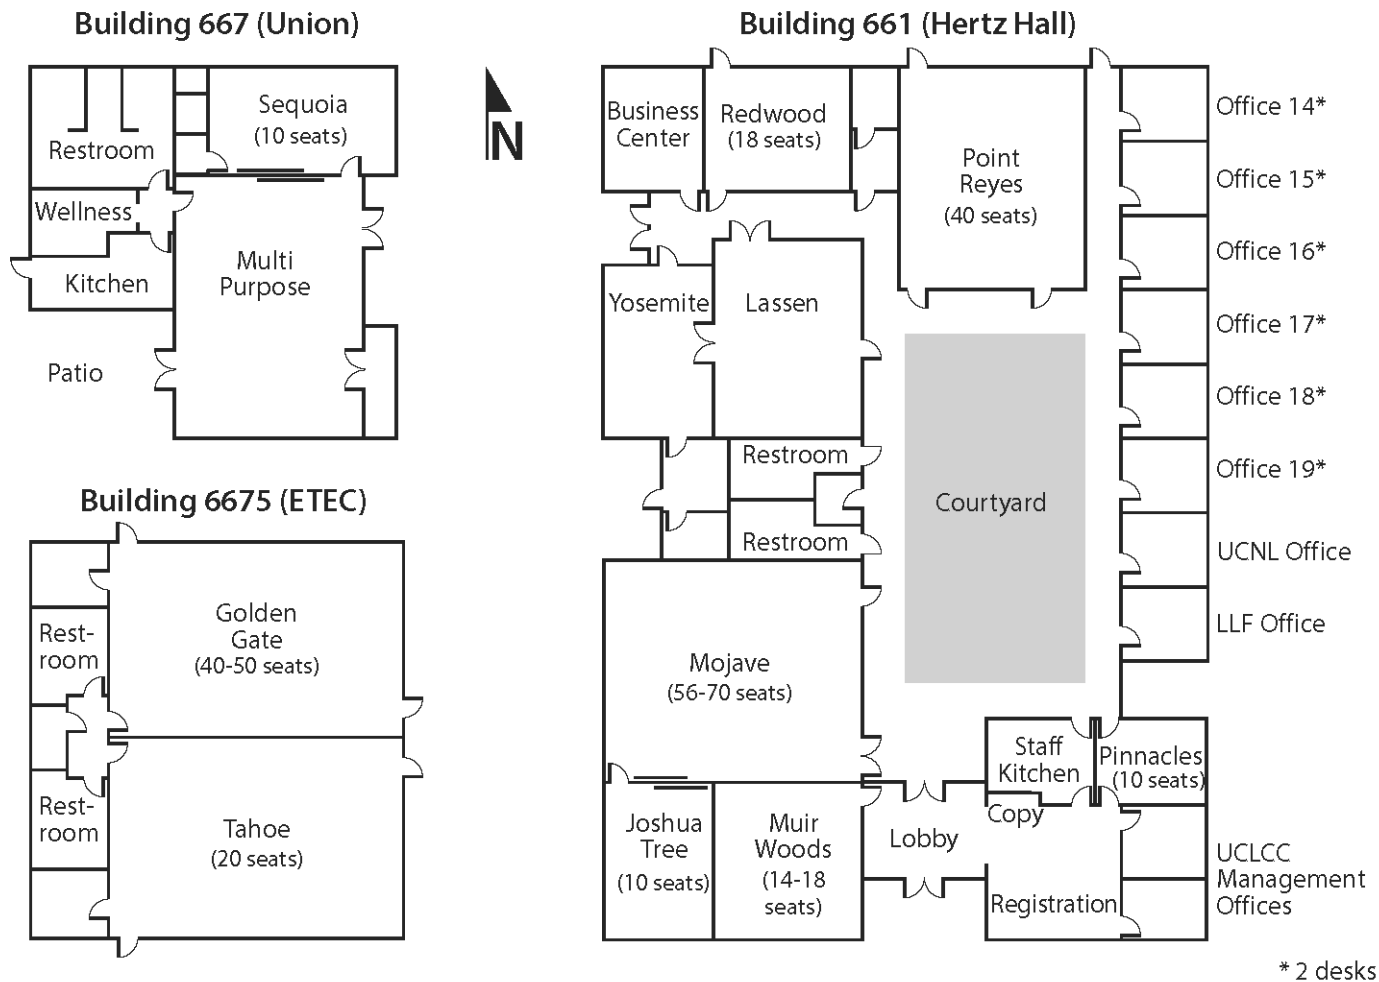 Building 667 (Union)
Sequoia
(10 seats)
Restroom
Wellness
Kitchen
Multi
Purpose
Patio
N
Building 6675 (ETEC)
Golden
Gate
(40-50 seats)
Rest-
room
Rest-
room
Tahoe
(20 seats)
Building 661 (Hertz Hall)
Business
Center
Redwood
(18 seats)
Point
Reyes
(40 seats)
Yosemite
Lassen
Restroom
Restroom
Courtyard
Mojave
(56-70 seats)
Joshua
Tree
(10 seats)
Muir
Woods
(14-18
seats)
Lobby
Staff
Kitchen
Copy
Pinnacles
(10 seats)
Registration
Office 14*
Office 15*
Office 16*
Office 17*
Office 18*
Office 19*
UCNL Office
LLF Office
UCLCC
Management
Offices
* 2 desks